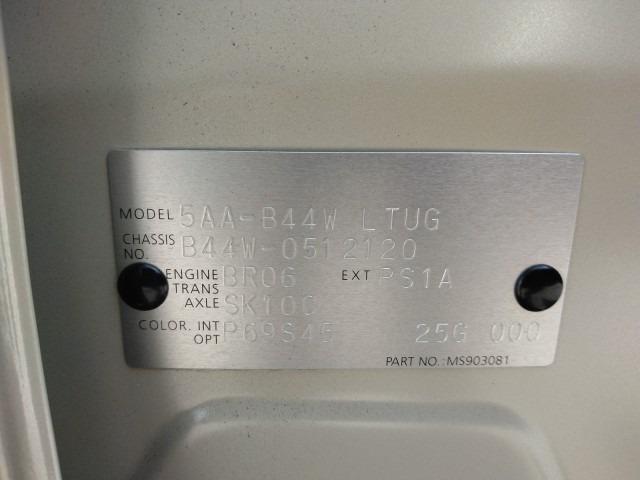 MODEL 5AA-B44W LTUG
CHASSIS NO. B44W-0512120
ENGINE BR06 EXT PS1A
TRANS AXLE SK10C
COLOR. INT OPT P69S45 25G 000
PART NO.:MS903081